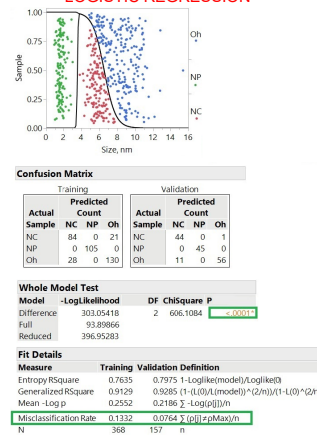 LOGISTIC REGRESSION
1.00
0.75
0.50
0.25
0.00
Sample
0 2 4 6 8 10 12 14 16
Size, nm
Oh
NP
NC
Confusion Matrix
Training Validation
Predicted Predicted
Actual Count Actual Count
Sample NC NP Oh Sample NC NP Oh
NC 84 0 21 NC 44 0 1
NP 0 105 0 NP 0 45 0
Oh 28 0 130 Oh 11 0 56
Whole Model Test
Model -LogLikelihood DF ChiSquare P
Difference 303.05418 2 606.1084 <.0001*
Full 93.89866
Reduced 396.95283
Fit Details
Measure Training Validation Definition
Entropy RSquare 0.7635 0.7975 1-Loglike(model)/Loglike(0)
Generalized RSquare 0.9129 0.9285 (1-(L(0)/L(model))^(2/n))/(1-L(0)^(2/n
Mean -Log p 0.2552 0.2186 ∑ -Log(ρ[j])/n
Misclassification Rate 0.1332 0.0764 ∑ (ρ[j]≠ρMax)/n
N 368 157 n